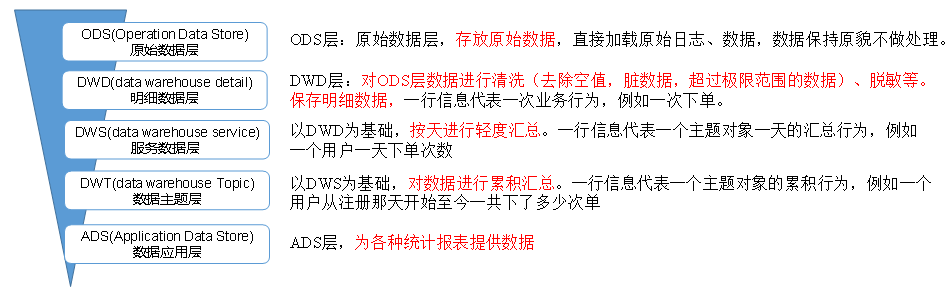 ODS(Operation Data Store)
原始数据层
ODS层：原始数据层，存放原始数据，直接加载原始日志、数据，数据保持原貌不做处理。
DWD(data warehouse detail)
明细数据层
DWD层：对ODS层数据进行清洗（去除空值，脏数据，超过极限范围的数据）、脱敏等。
保存明细数据，一行信息代表一次业务行为，例如一次下单。
DWS(data warehouse service)
服务数据层
以DWD为基础，按天进行轻度汇总。一行信息代表一个主题对象一天的汇总行为，例如
一个用户一天下单次数
DWT(data warehouse Topic)
数据主题层
以DWS为基础，对数据进行累积汇总。一行信息代表一个主题对象的累积行为，例如一个
用户从注册那天开始至今一共下了多少次单
ADS(Application Data Store)
数据应用层
ADS层，为各种统计报表提供数据